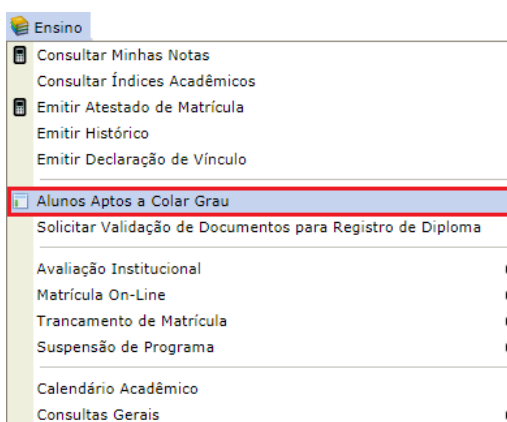 Ensino
Consultar Minhas Notas
Consultar Índices Acadêmicos
Emitir Atestado de Matrícula
Emitir Histórico
Emitir Declaração de Vínculo
Alunos Aptos a Colar Grau
Solicitar Validação de Documentos para Registro de Diploma
Avaliação Institucional
Matrícula On-Line
Trancamento de Matrícula
Suspensão de Programa
Calendário Acadêmico
Consultas Gerais